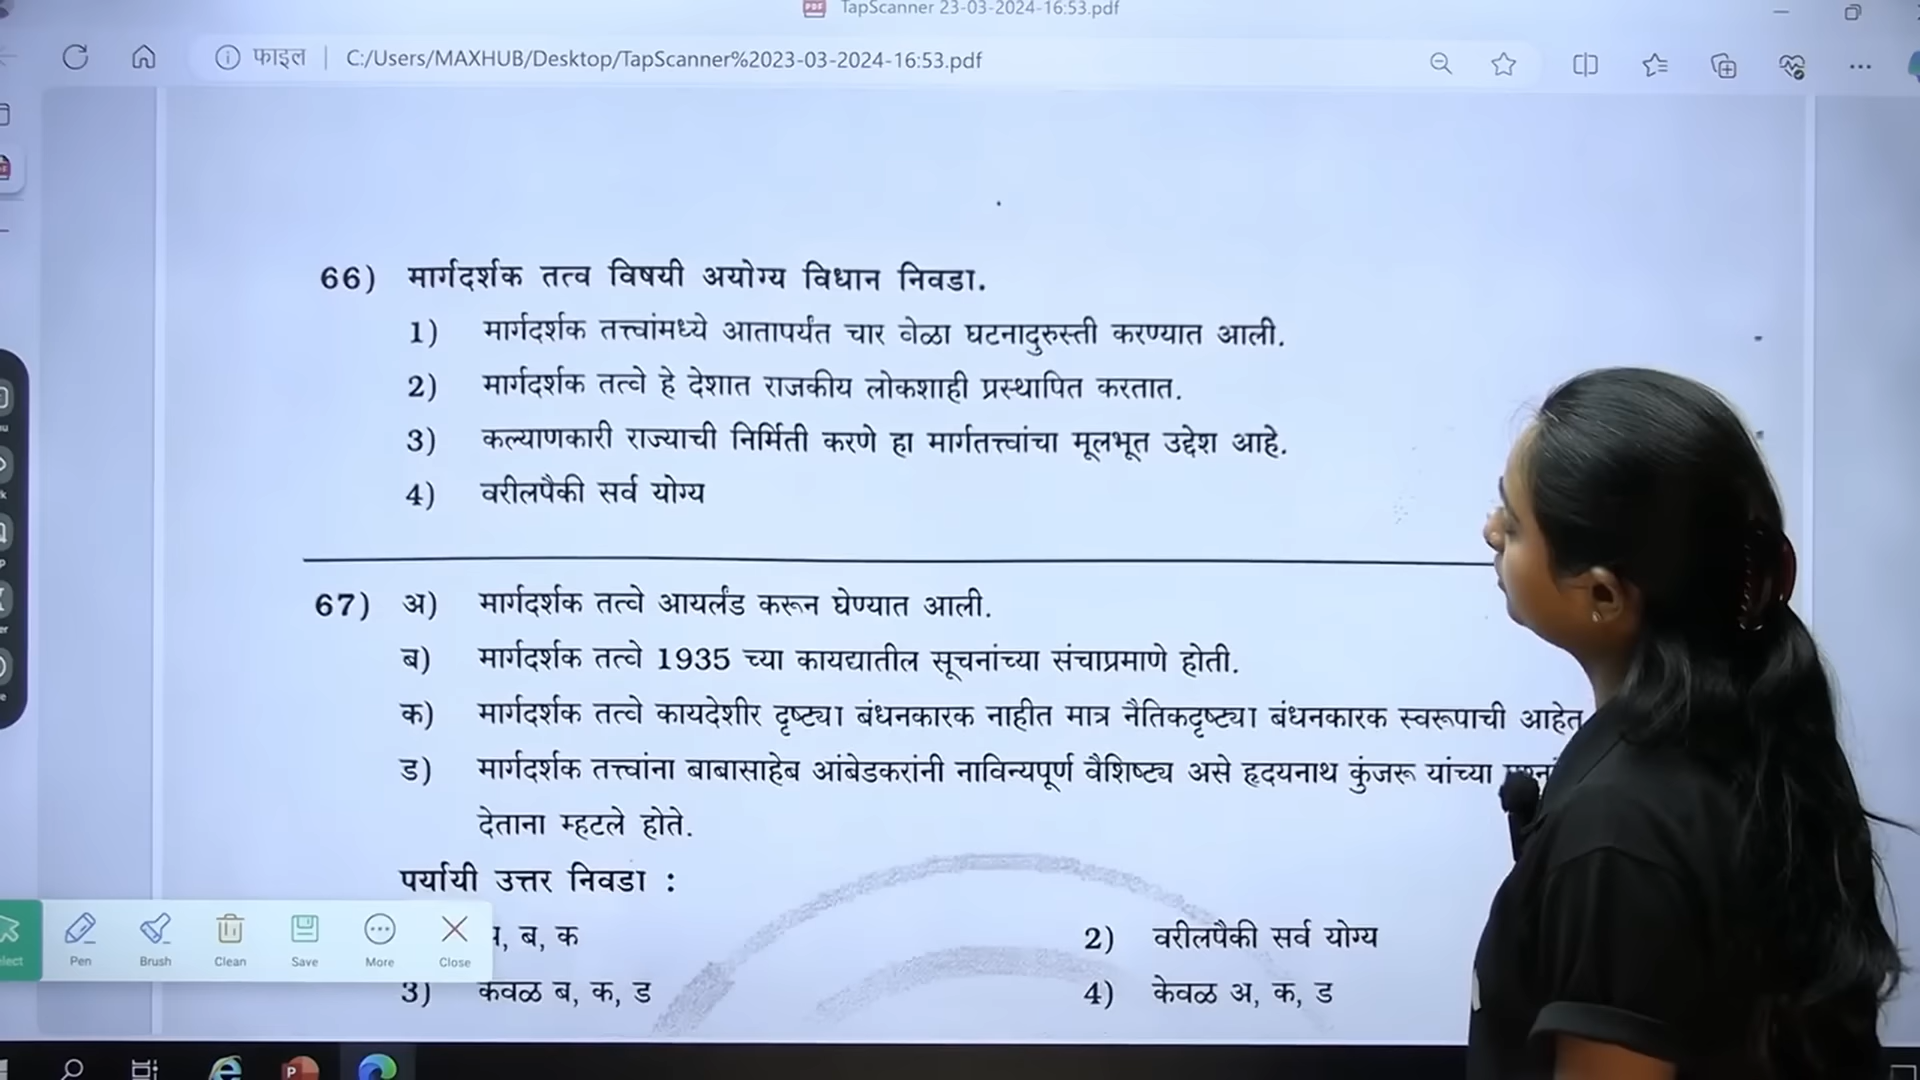 TapScanner 23-03-2024-16:53.pdf
फाइल | C:/Users/MAXHUB/Desktop/TapScanner%2023-03-2024-16:53.pdf
66) मार्गदर्शक तत्व विषयी अयोग्य विधान निवडा.
1) मार्गदर्शक तत्त्वांमध्ये आतापर्यंत चार वेळा घटनादुरुस्ती करण्यात आली.
2) मार्गदर्शक तत्वे हे देशात राजकीय लोकशाही प्रस्थापित करतात.
3) कल्याणकारी राज्याची निर्मिती करणे हा मार्गतत्त्वांचा मूलभूत उद्देश आहे.
4) वरीलपैकी सर्व योग्य
67) अ) मार्गदर्शक तत्वे आयर्लंड करून घेण्यात आली.
ब) मार्गदर्शक तत्वे 1935 च्या कायद्यातील सूचनांच्या संचाप्रमाणे होती.
क) मार्गदर्शक तत्वे कायदेशीर दृष्ट्या बंधनकारक नाहीत मात्र नैतिकदृष्ट्या बंधनकारक स्वरूपाची आहेत
ड) मार्गदर्शक तत्त्वांना बाबासाहेब आंबेडकरांनी नाविन्यपूर्ण वैशिष्ट्य असे हृदयनाथ कुंजरू यांच्या
देताना म्हटले होते.
पर्यायी उत्तर निवडा :
ब, क
2) वरीलपैकी सर्व योग्य
3) केवळ ब, क, ड
4) केवळ अ, क, ड
Pen Brush Clean Save More Close